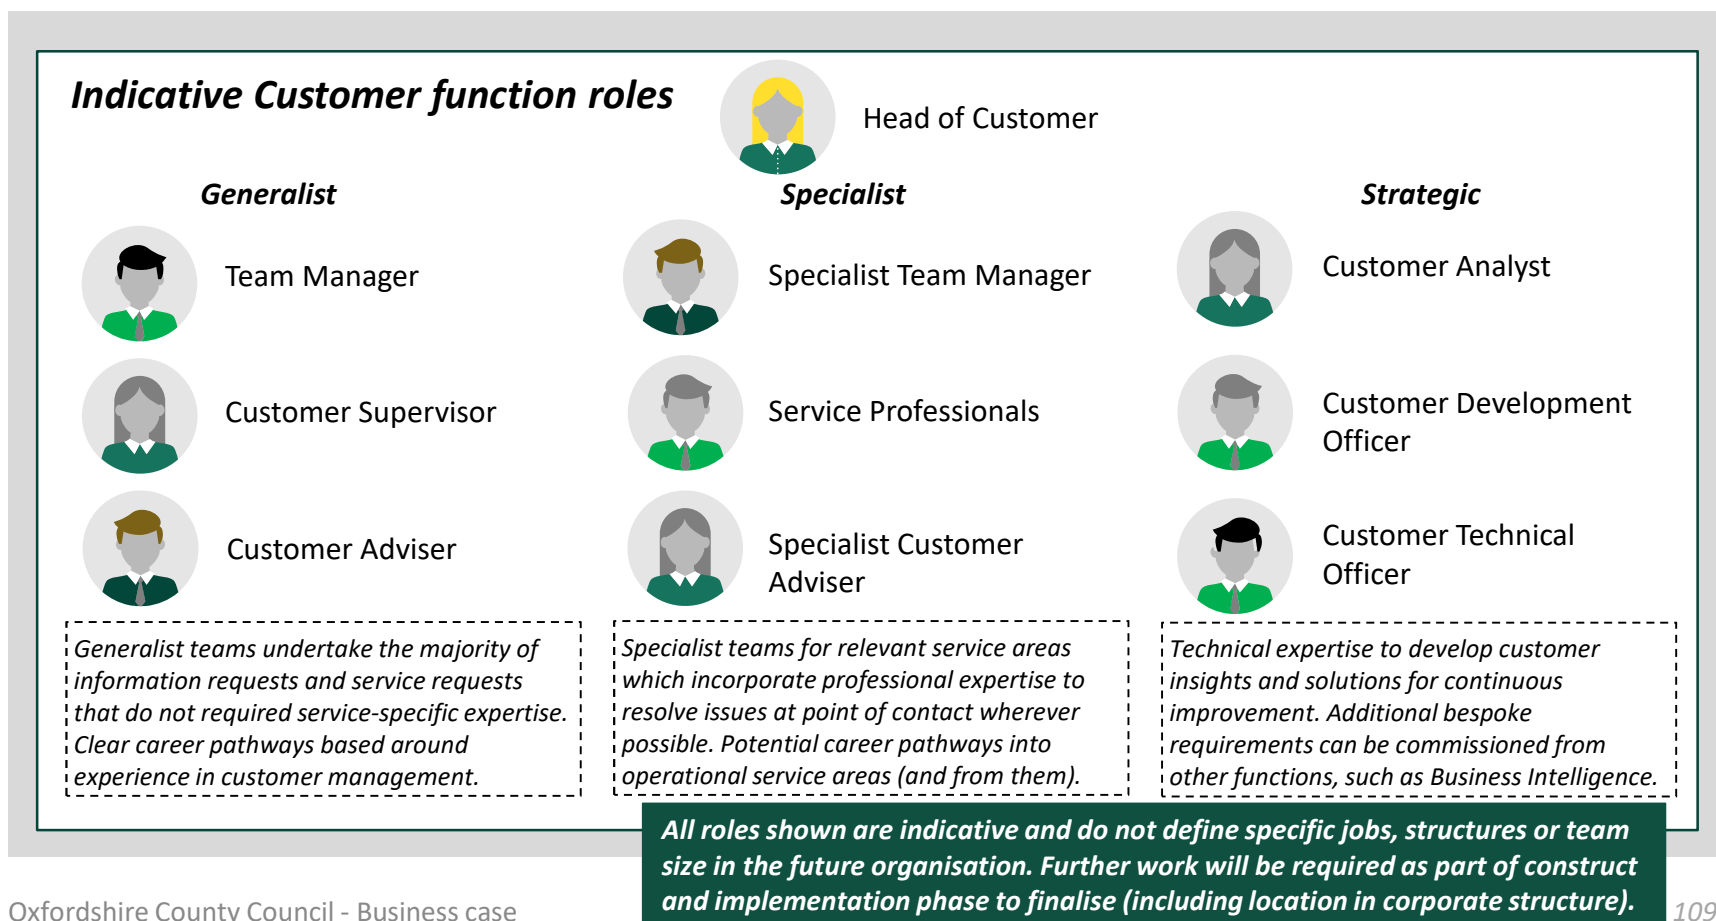 Indicative Customer function roles
Head of Customer
Generalist
Team Manager
Customer Supervisor
Customer Adviser
Generalist teams undertake the majority of
information requests and service requests
that do not required service-specific expertise.
Clear career pathways based around
experience in customer management.
Specialist
Specialist Team Manager
Service Professionals
Specialist Customer
Adviser
Specialist teams for relevant service areas
which incorporate professional expertise to
resolve issues at point of contact wherever
possible. Potential career pathways into
operational service areas (and from them).
Strategic
Customer Analyst
Customer Development
Officer
Customer Technical
Officer
Technical expertise to develop customer
insights and solutions for continuous
improvement. Additional bespoke
requirements can be commissioned from
other functions, such as Business Intelligence.
All roles shown are indicative and do not define specific jobs, structures or team
size in the future organisation. Further work will be required as part of construct
and implementation phase to finalise (including location in corporate structure).
Oxfordshire County Council - Business case
109